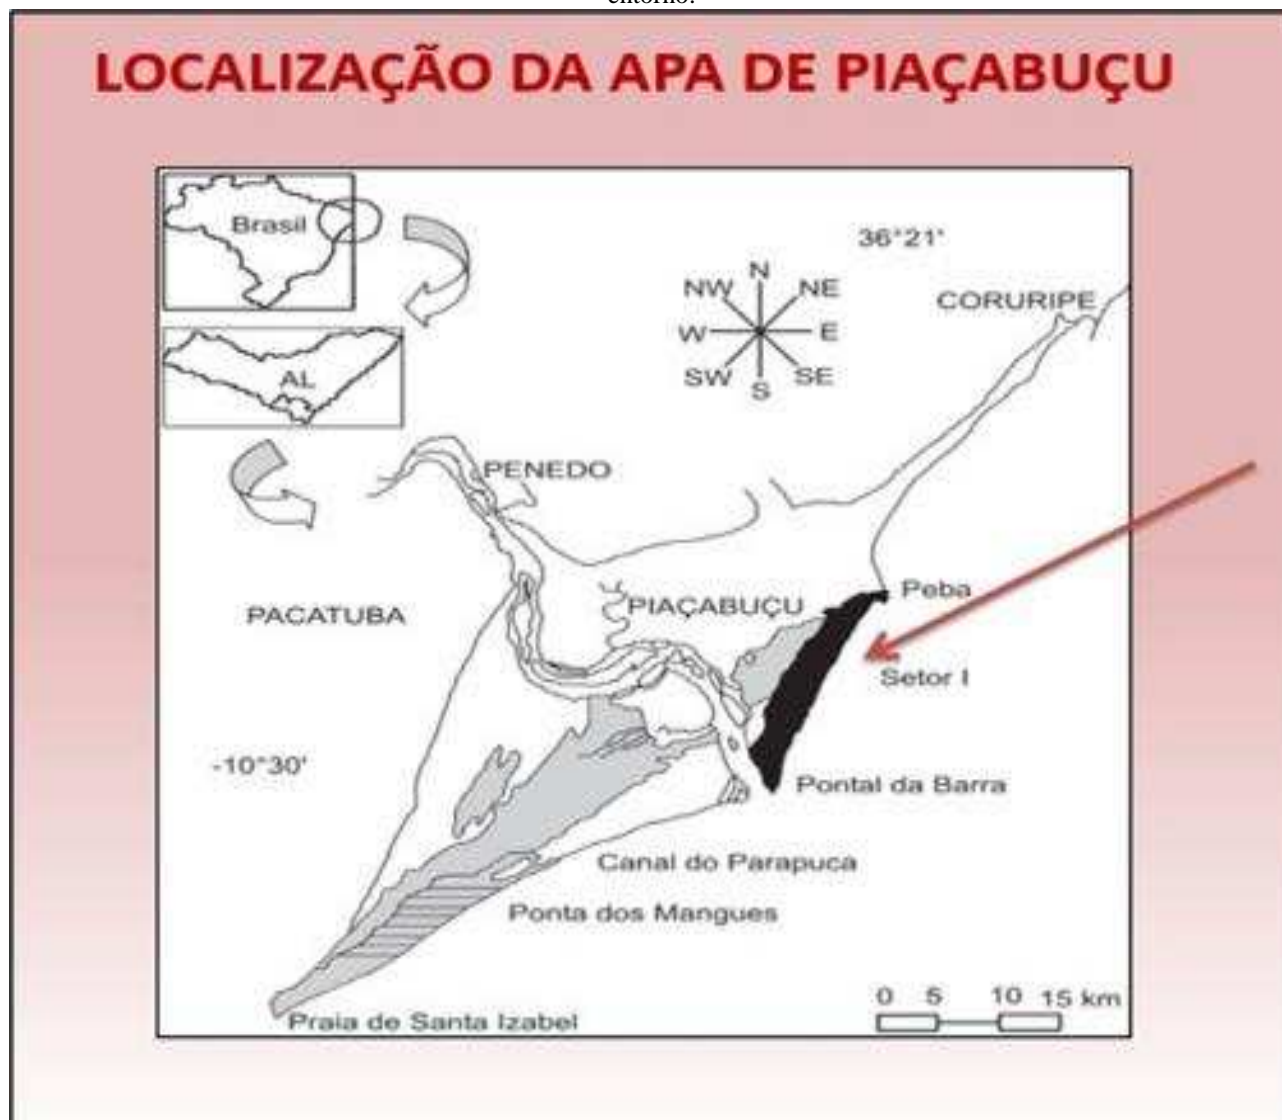 entorno.
LOCALIZAÇÃO DA APA DE PIAÇABUÇU
Brasil
36°21'
N
NW NE
CORURIPE
W E
AL
SW SE
S
PENEDO
Peba
PIAÇABUÇU
PACATUBA
Setor I
-10°30'
Pontal da Barra
Canal do Parapuca
Ponta dos Mangues
0 5 10 15 km
Praia de Santa Izabel